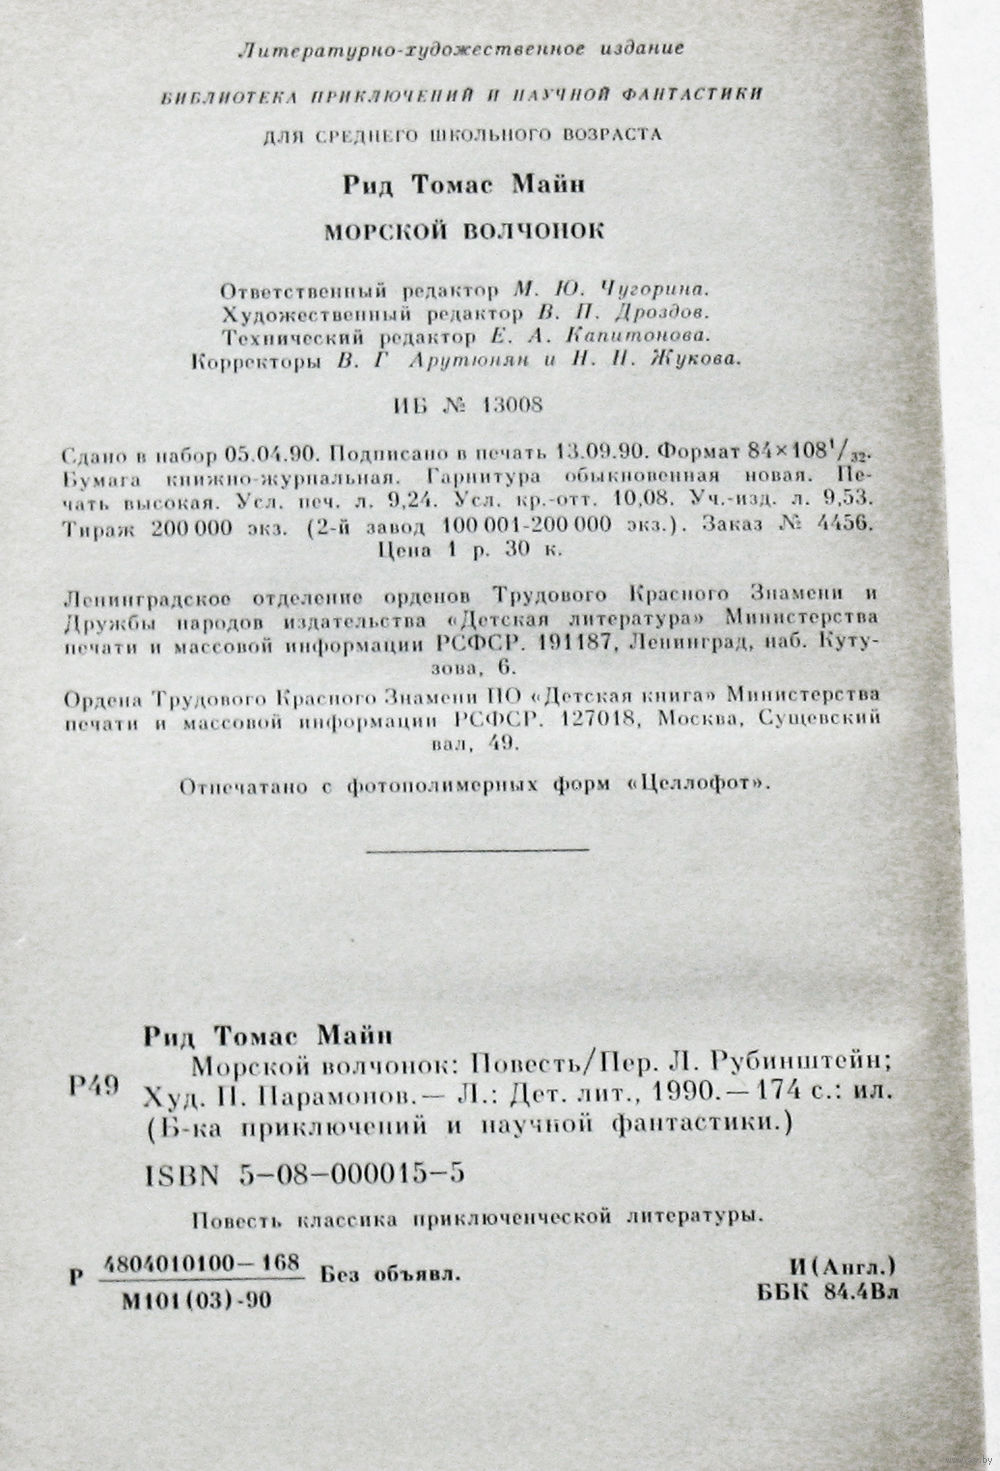 Литературно-художественное издание
БИБЛИОТЕКА ПРИКЛЮЧЕНИЙ И НАУЧНОЙ ФАНТАСТИКИ
ДЛЯ СРЕДНЕГО ШКОЛЬНОГО ВОЗРАСТА
Рид Томас Майн
МОРСКОЙ ВОЛЧОНОК
Ответственный редактор М. Ю. Чугорина.
Художественный редактор В. П. Дроздов.
Технический редактор Е. А. Капитонова.
Корректоры В. Г Арутюнян и Н. Н. Жукова.
ИБ № 13008
Сдано в набор 05.04.90. Подписано в печать 13.09.90. Формат 84×108¹/₃₂.
Бумага книжно-журнальная. Гарнитура обыкновенная новая. Пе-
чать высокая. Усл. печ. л. 9,24. Усл. кр.-отт. 10,08. Уч.-изд. л. 9,53.
Тираж 200 000 экз. (2-й завод 100 001-200 000 экз.). Заказ № 4456.
Цена 1 р. 30 к.
Ленинградское отделение орденов Трудового Красного Знамени и
Дружбы народов издательства «Детская литература» Министерства
печати и массовой информации РСФСР. 191187, Ленинград, наб. Куту-
зова, 6.
Ордена Трудового Красного Знамени ПО «Детская книга» Министерства
печати и массовой информации РСФСР. 127018, Москва, Сущевский
вал, 49.
Отпечатано с фотополимерных форм «Целлофот».
Рид Томас Майн
Р49 Морской волчонок: Повесть/Пер. Л. Рубинштейн;
Худ. П. Парамонов.— Л.: Дет. лит., 1990.— 174 с.: ил.
(Б-ка приключений и научной фантастики.)
ISBN 5—08—000015—5
Повесть классика приключенческой литературы.
Р 4804010100—168 Без объявл.
М101(03)-90
И(Англ.)
ББК 84.4Вл